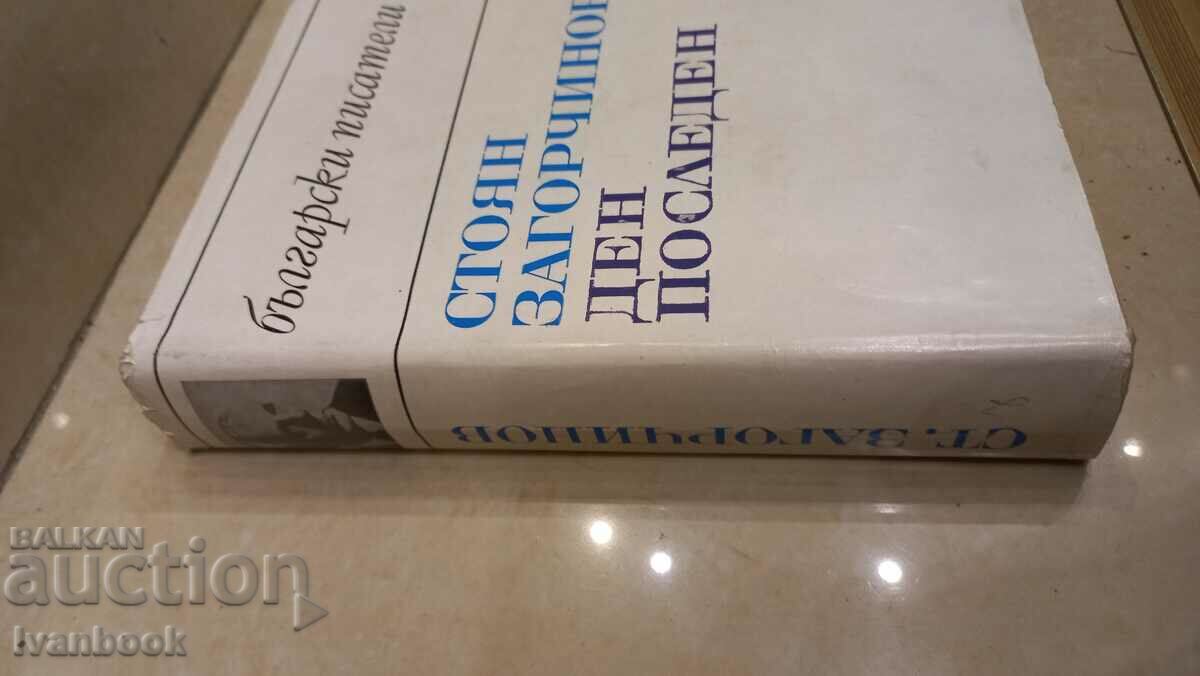 български писатели
СТОЯН
ЗАГОРЧИНОВ
ДЕН
ПОСЛЕДЕН
СТ. ЗАГОРЧИНОВ
BALKAN
auction
Ivanbook